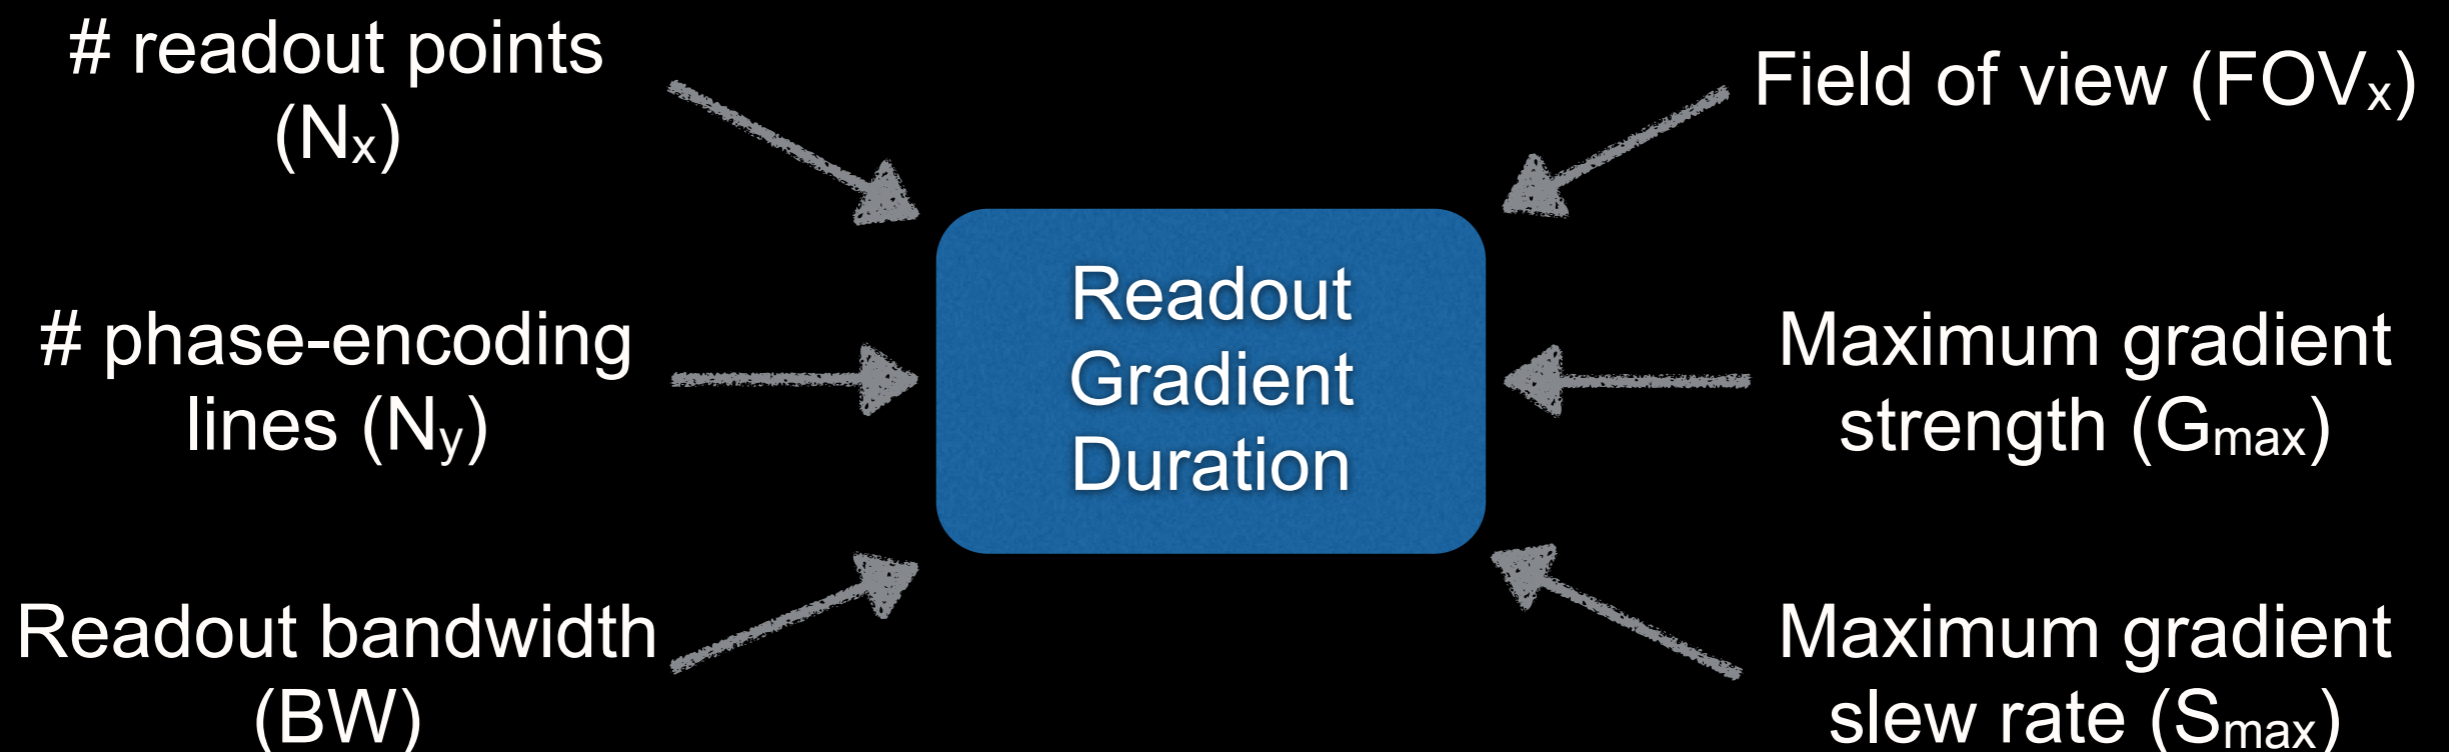 # readout points
(Nx)
# phase-encoding
lines (Ny)
Readout bandwidth
(BW)
Readout
Gradient
Duration
Field of view (FOVx)
Maximum gradient
strength (Gmax)
Maximum gradient
slew rate (Smax)